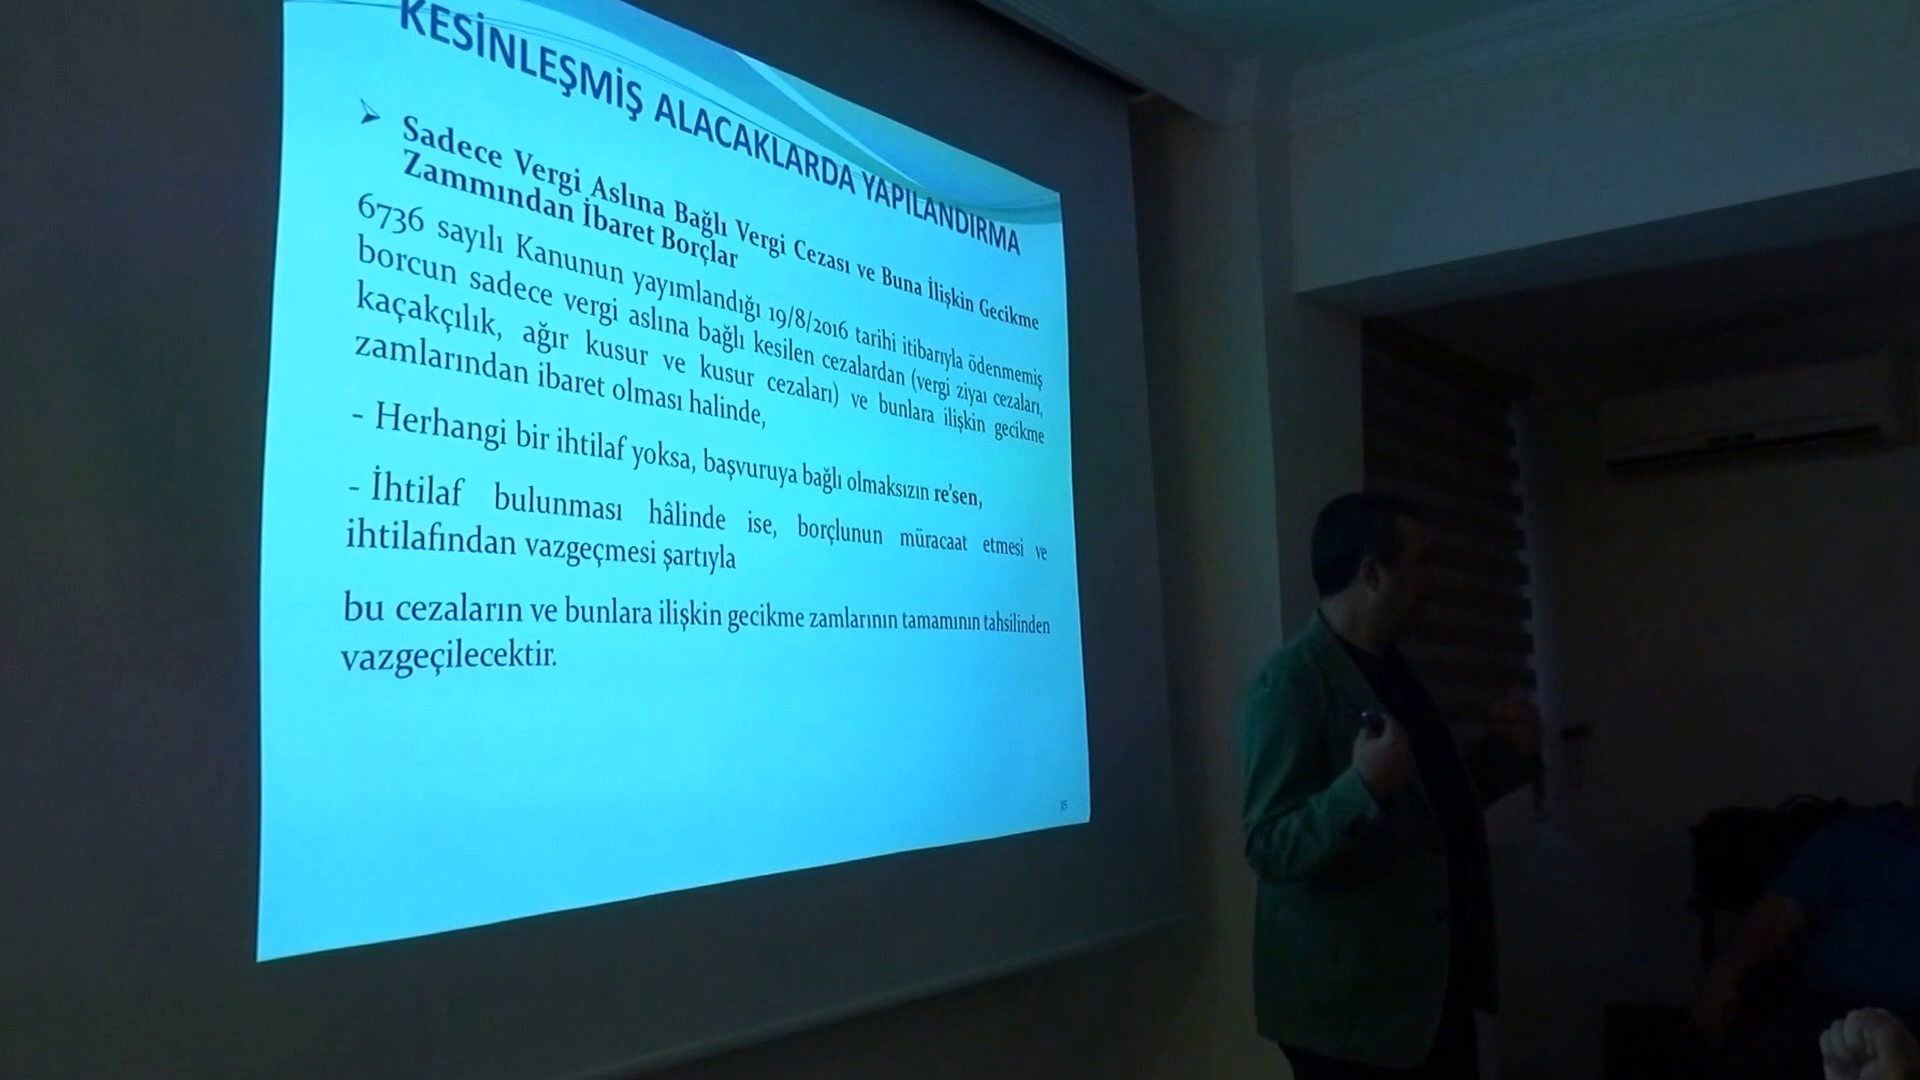 KESİNLEŞMİŞ ALACAKLARDA YAPILANDIRMA
Sadece Vergi Aslına Bağlı Vergi Cezası ve Buna İlişkin Gecikme
Zammından İbaret Borçlar
6736 sayılı Kanunun yayımlandığı 19/8/2016 tarihi itibarıyla ödenmemiş
borcun sadece vergi aslına bağlı kesilen cezalardan (vergi ziyaı cezaları,
kaçakçılık, ağır kusur ve kusur cezaları) ve bunlara ilişkin gecikme
zamlarından ibaret olması halinde,
- Herhangi bir ihtilaf yoksa, başvuruya bağlı olmaksızın re'sen,
- İhtilaf bulunması hâlinde ise, borçlunun müracaat etmesi ve
ihtilafından vazgeçmesi şartıyla
bu cezaların ve bunlara ilişkin gecikme zamlarının tamamının tahsilinden
vazgeçilecektir.
15